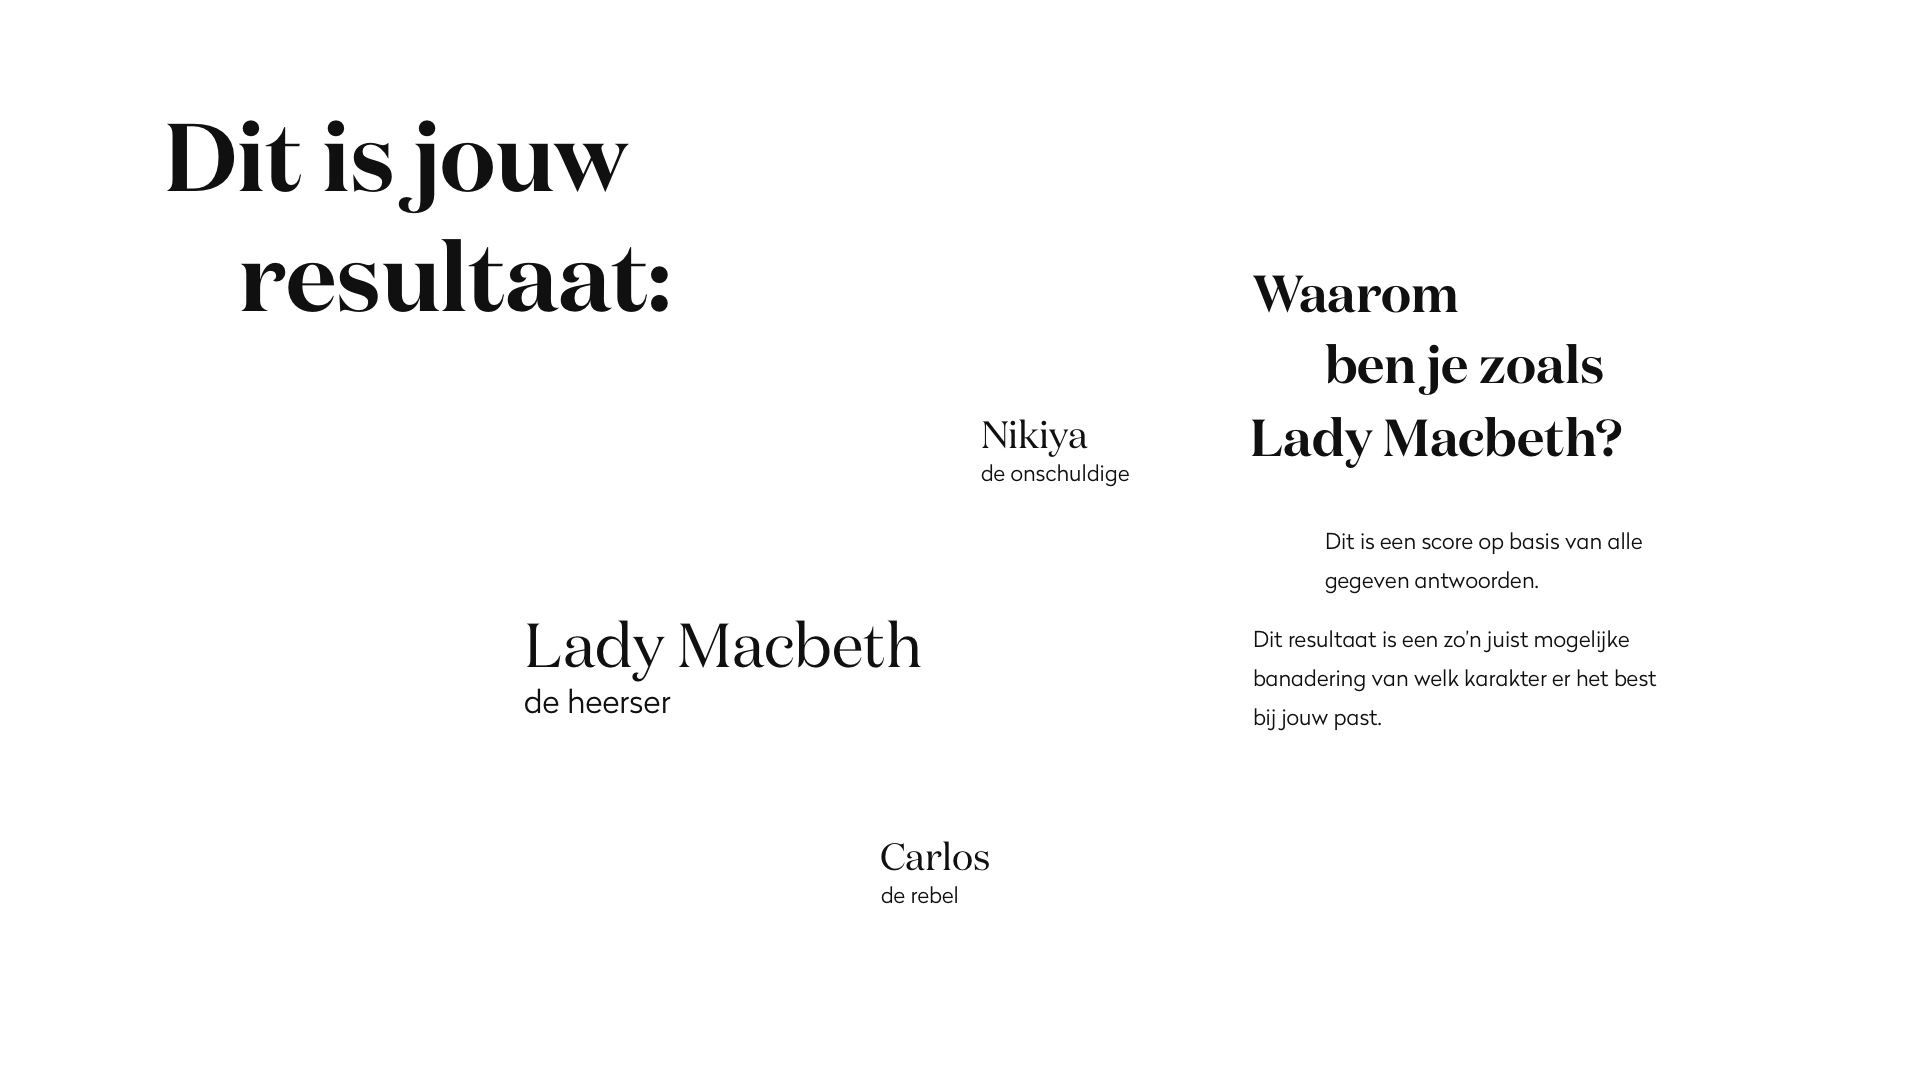 Dit is jouw
resultaat:
Nikiya
de onschuldige
Lady Macbeth
de heerser
Carlos
de rebel
Waarom
ben je zoals
Lady Macbeth?
Dit is een score op basis van alle
gegeven antwoorden.
Dit resultaat is een zo’n juist mogelijke
banadering van welk karakter er het best
bij jouw past.